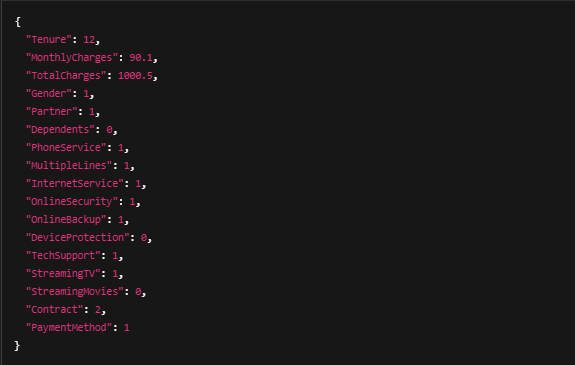 {
"Tenure": 12,
"MonthlyCharges": 90.1,
"TotalCharges": 1000.5,
"Gender": 1,
"Partner": 1,
"Dependents": 0,
"PhoneService": 1,
"MultipleLines": 1,
"InternetService": 1,
"OnlineSecurity": 1,
"OnlineBackup": 1,
"DeviceProtection": 0,
"TechSupport": 1,
"StreamingTV": 1,
"StreamingMovies": 0,
"Contract": 2,
"PaymentMethod": 1
}